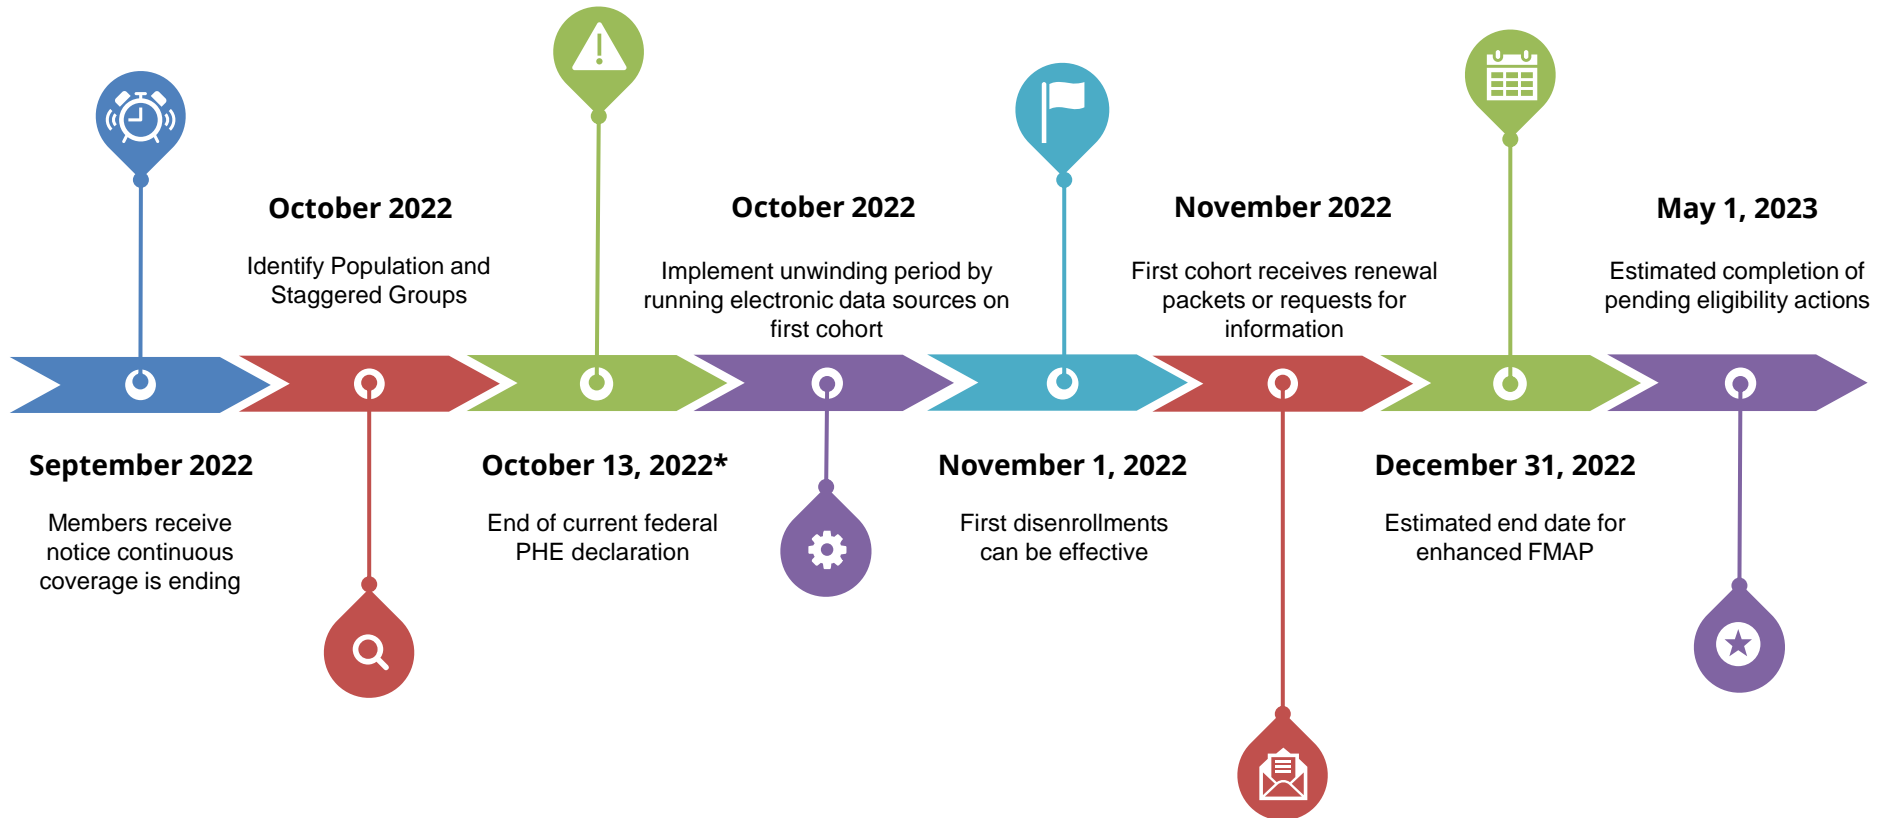 September 2022
Members receive
notice continuous
coverage is ending
October 2022
Identify Population and
Staggered Groups
October 13, 2022*
End of current federal
PHE declaration
October 2022
Implement unwinding period by
running electronic data sources on
first cohort
November 1, 2022
First disenrollments
can be effective
November 2022
First cohort receives renewal
packets or requests for
information
December 31, 2022
Estimated end date for
enhanced FMAP
May 1, 2023
Estimated completion of
pending eligibility actions